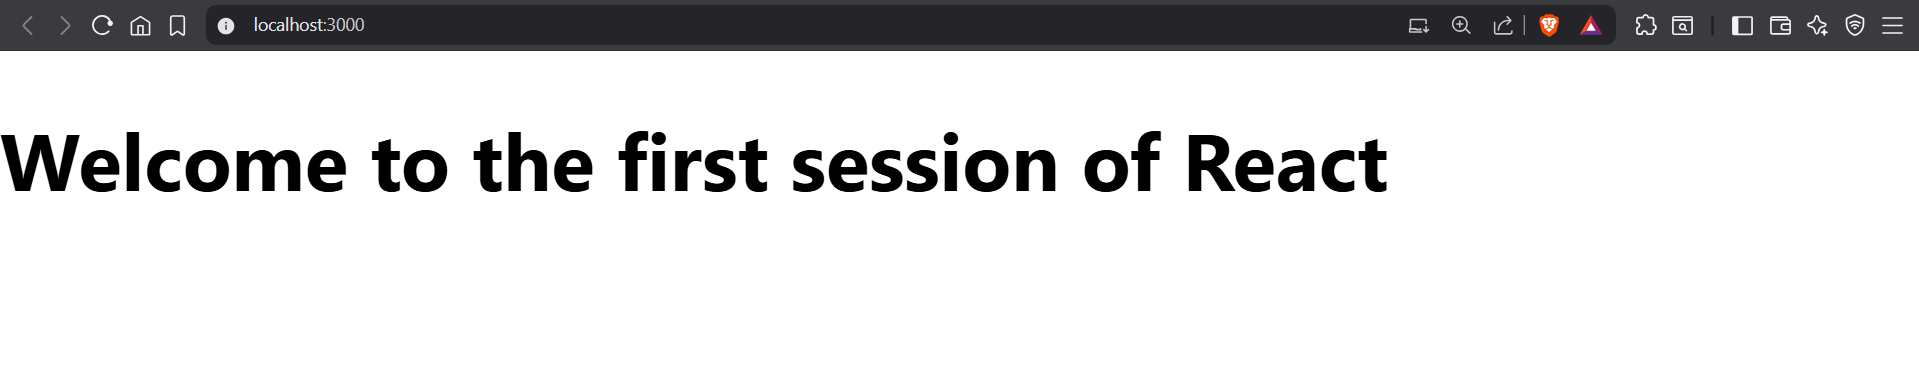 localhost:3000
Welcome to the first session of React